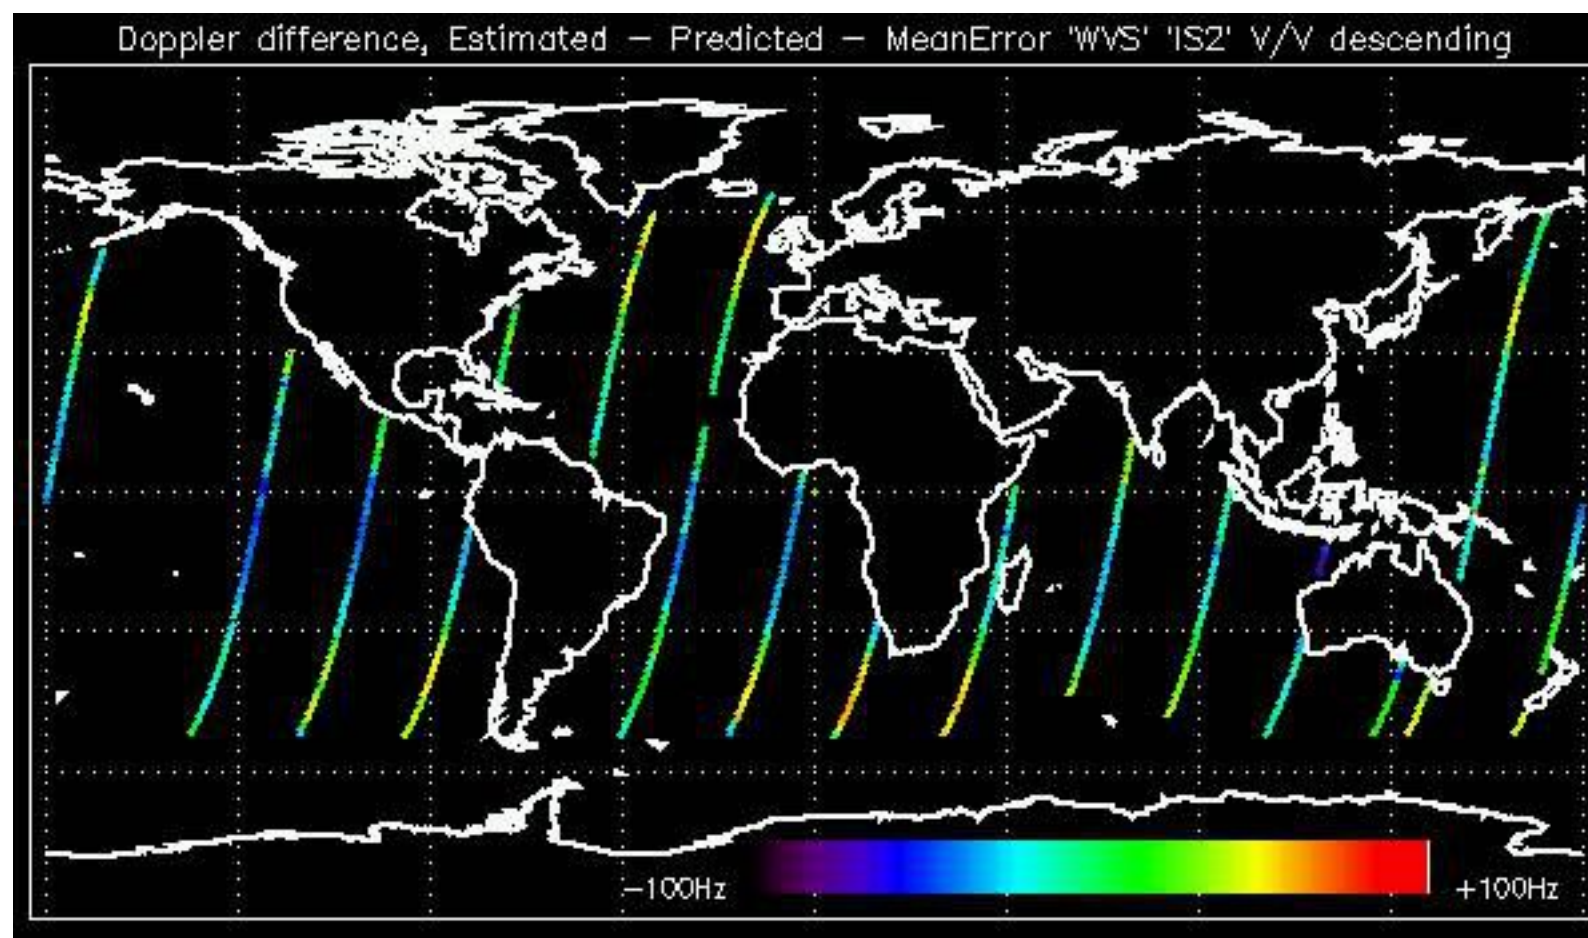 Doppler difference, Estimated — Predicted — MeanError 'WVS' 'IS2' V/V descending
−100Hz +100Hz